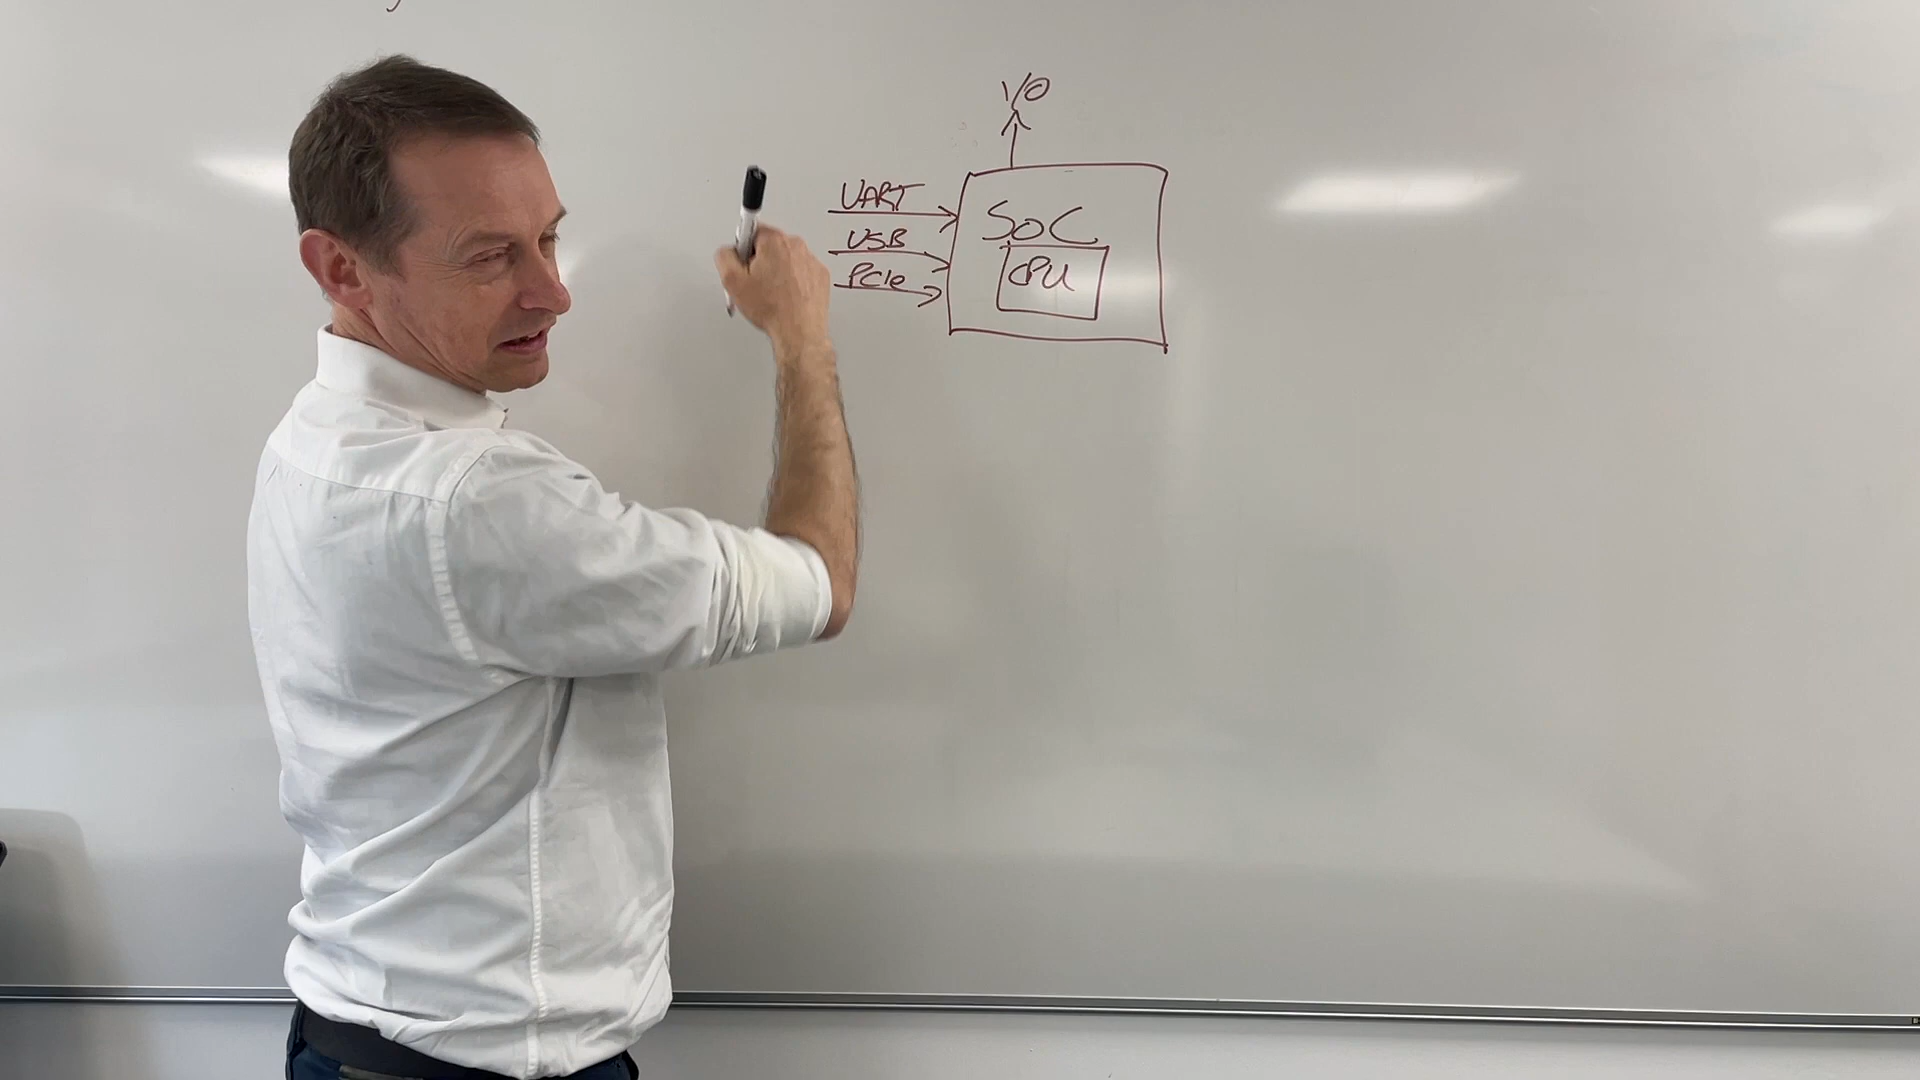 I/O
UART
SoC
USB
CPU
PCIe